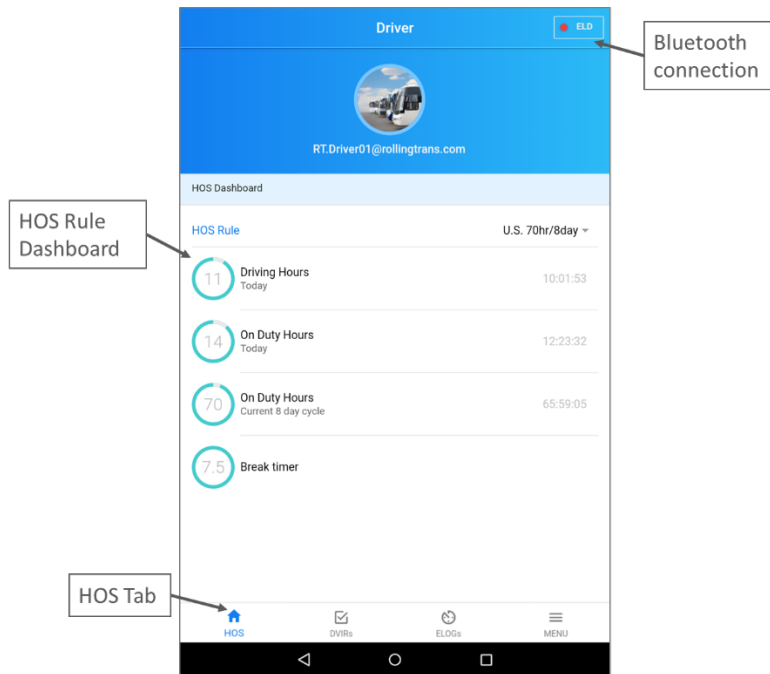 Driver
ELD
Bluetooth
connection
RT.Driver01@rollingtrans.com
HOS Dashboard
HOS Rule
Dashboard
HOS Rule
U.S. 70hr/8day
11
Driving Hours
Today
10:01:53
14
On Duty Hours
Today
12:23:32
70
On Duty Hours
Current 8 day cycle
65:59:05
7.5
Break timer
HOS Tab
HOS
DVIRs
ELOGs
MENU